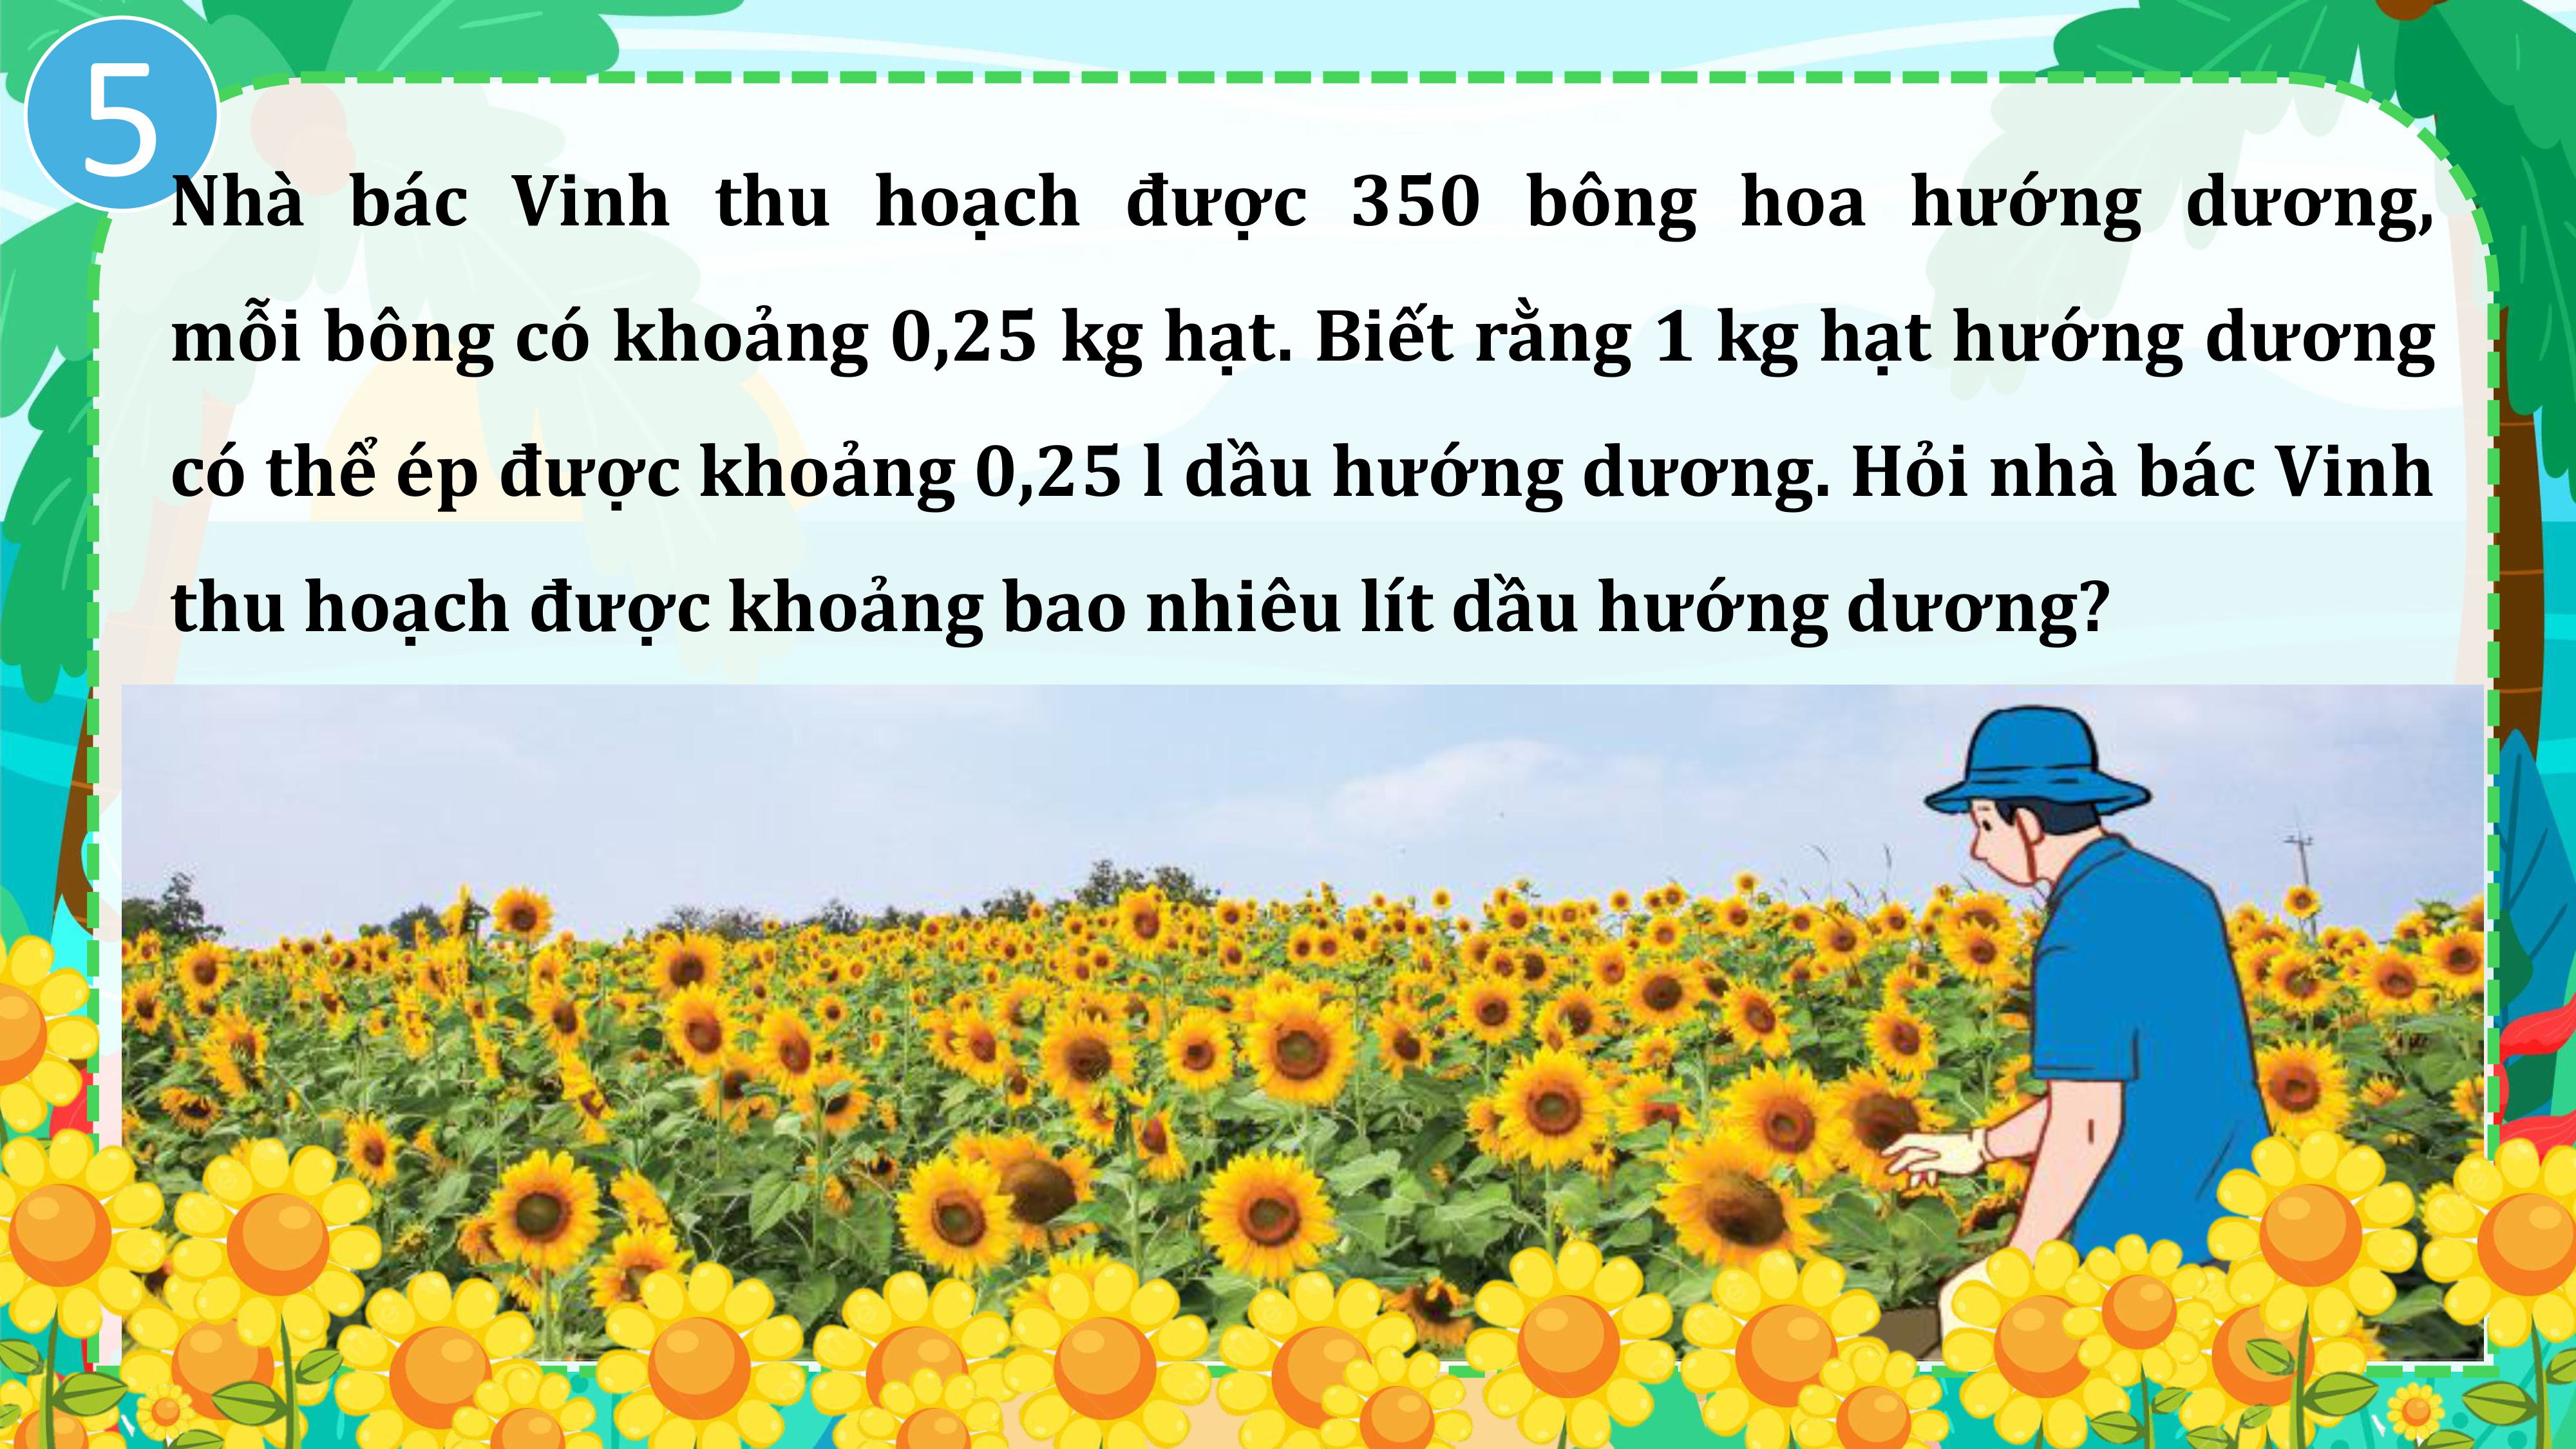 5
Nhà bác Vinh thu hoạch được 350 bông hoa hướng dương,
mỗi bông có khoảng 0,25 kg hạt. Biết rằng 1 kg hạt hướng dương
có thể ép được khoảng 0,25 l dầu hướng dương. Hỏi nhà bác Vinh
thu hoạch được khoảng bao nhiêu lít dầu hướng dương?